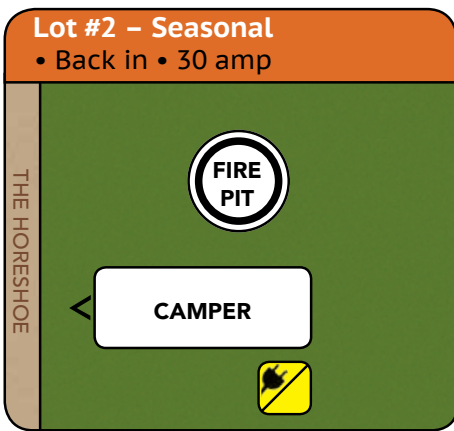 Lot #2 – Seasonal
• Back in • 30 amp
THE HORESHOE
FIRE
PIT
CAMPER